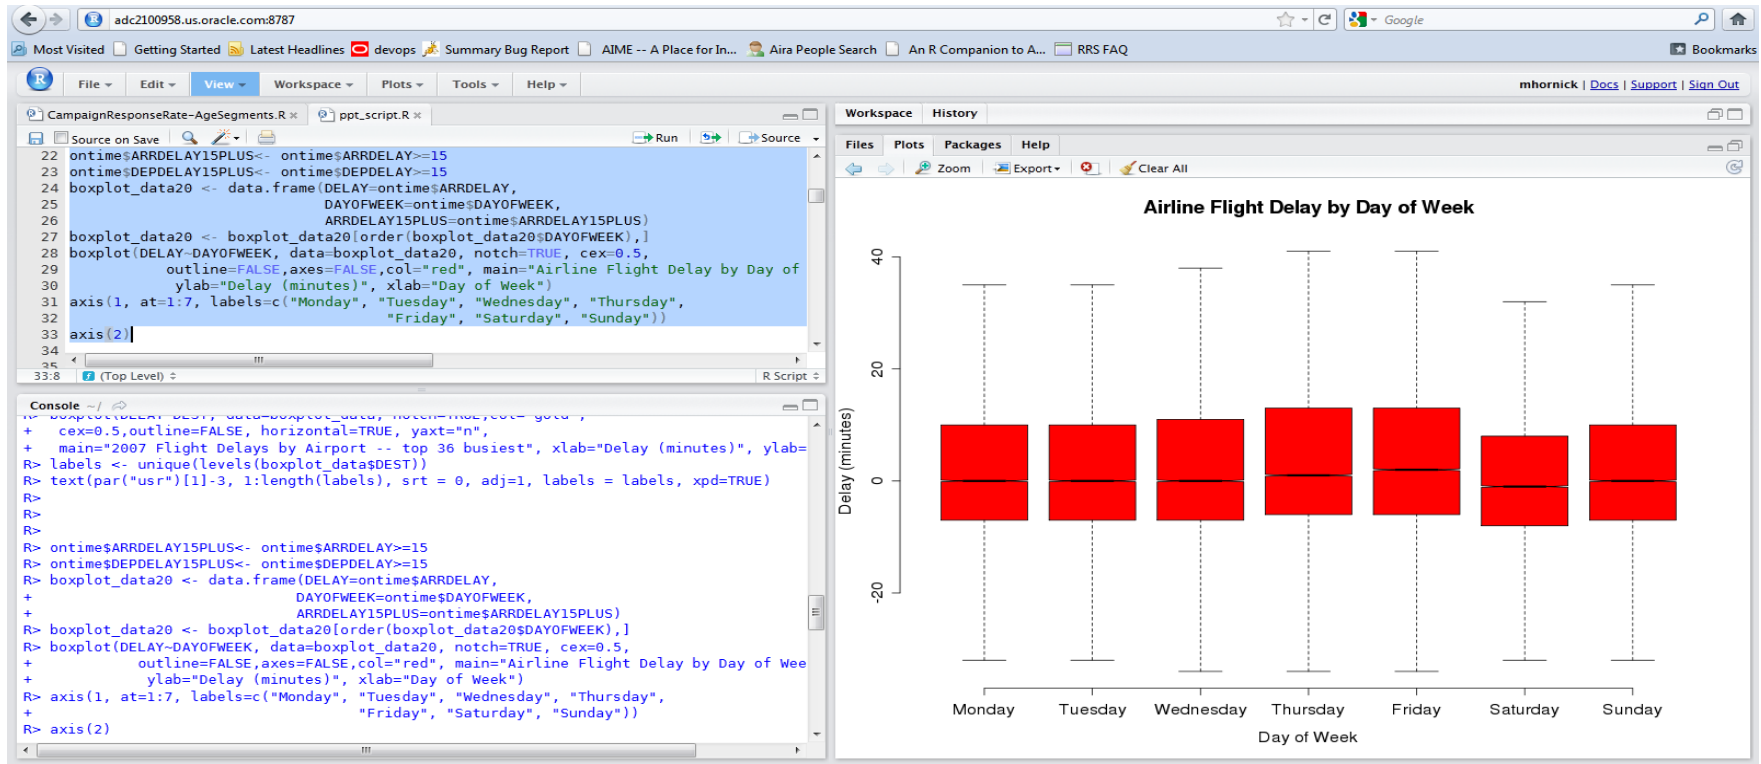 adc2100958.us.oracle.com:8787
Google
Most Visited Getting Started Latest Headlines devops Summary Bug Report AIME -- A Place for In... Aira People Search An R Companion to A... RRS FAQ Bookmarks
R File Edit View Workspace Plots Tools Help mhornick | Docs | Support | Sign Out
CampaignResponseRate-AgeSegments.R × ppt_script.R ×
Source on Save Run Source
22 ontime$ARRDELAY15PLUS<- ontime$ARRDELAY>=15
23 ontime$DEPDELAY15PLUS<- ontime$DEPDELAY>=15
24 boxplot_data20 <- data.frame(DELAY=ontime$ARRDELAY,
25 DAYOFWEEK=ontime$DAYOFWEEK,
26 ARRDELAY15PLUS=ontime$ARRDELAY15PLUS)
27 boxplot_data20 <- boxplot_data20[order(boxplot_data20$DAYOFWEEK),]
28 boxplot(DELAY~DAYOFWEEK, data=boxplot_data20, notch=TRUE, cex=0.5,
29 outline=FALSE,axes=FALSE,col="red", main="Airline Flight Delay by Day of
30 ylab="Delay (minutes)", xlab="Day of Week")
31 axis(1, at=1:7, labels=c("Monday", "Tuesday", "Wednesday", "Thursday",
32 "Friday", "Saturday", "Sunday"))
33 axis(2)
34
35
33:8 (Top Level) R Script
Console ~/
R> boxplot(DELAY~DEST, data=boxplot_data, notch=TRUE,col="gold",
+ cex=0.5,outline=FALSE, horizontal=TRUE, yaxt="n",
+ main="2007 Flight Delays by Airport -- top 36 busiest", xlab="Delay (minutes)", ylab=
R> labels <- unique(levels(boxplot_data$DEST))
R> text(par("usr")[1]-3, 1:length(labels), srt = 0, adj=1, labels = labels, xpd=TRUE)
R>
R>
R>
R> ontime$ARRDELAY15PLUS<- ontime$ARRDELAY>=15
R> ontime$DEPDELAY15PLUS<- ontime$DEPDELAY>=15
R> boxplot_data20 <- data.frame(DELAY=ontime$ARRDELAY,
+ DAYOFWEEK=ontime$DAYOFWEEK,
+ ARRDELAY15PLUS=ontime$ARRDELAY15PLUS)
R> boxplot_data20 <- boxplot_data20[order(boxplot_data20$DAYOFWEEK),]
R> boxplot(DELAY~DAYOFWEEK, data=boxplot_data20, notch=TRUE, cex=0.5,
+ outline=FALSE,axes=FALSE,col="red", main="Airline Flight Delay by Day of Wee
+ ylab="Delay (minutes)", xlab="Day of Week")
R> axis(1, at=1:7, labels=c("Monday", "Tuesday", "Wednesday", "Thursday",
+ "Friday", "Saturday", "Sunday"))
R> axis(2)
Workspace History
Files Plots Packages Help
Zoom Export Clear All
Airline Flight Delay by Day of Week
40
20
0
-20
Delay (minutes)
Monday Tuesday Wednesday Thursday Friday Saturday Sunday
Day of Week